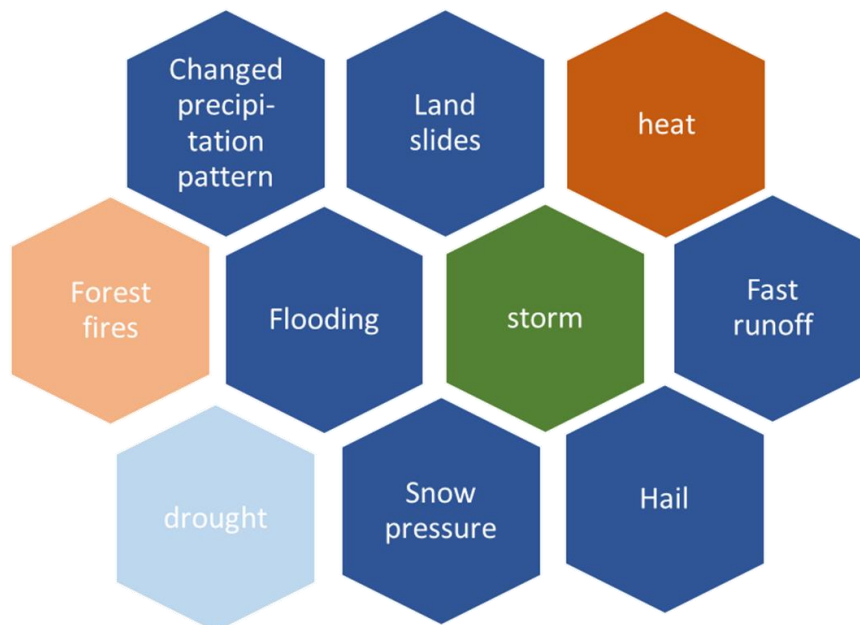 Changed
precipi-
tation
pattern
Land
slides
heat
Forest
fires
Flooding
storm
Fast
runoff
drought
Snow
pressure
Hail